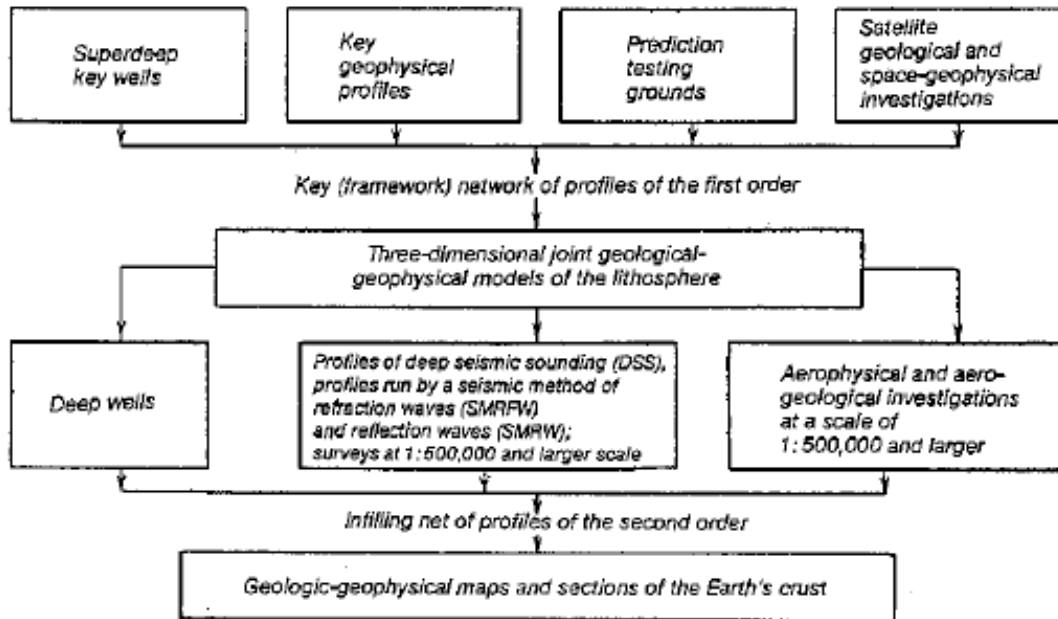 Superdeep
key wells
Key
geophysical
profiles
Prediction
testing
grounds
Satellite
geological and
space-geophysical
investigations
Key (framework) network of profiles of the first order
Three-dimensional joint geological-
geophysical models of the lithosphere
Deep wells
Profiles of deep seismic sounding (DSS),
profiles run by a seismic method of
refraction waves (SMRFW)
and reflection waves (SMRW);
surveys at 1:500,000 and larger scale
Aerophysical and aero-
geological investigations
at a scale of
1:500,000 and larger
Infilling net of profiles of the second order
Geologic-geophysical maps and sections of the Earth's crust